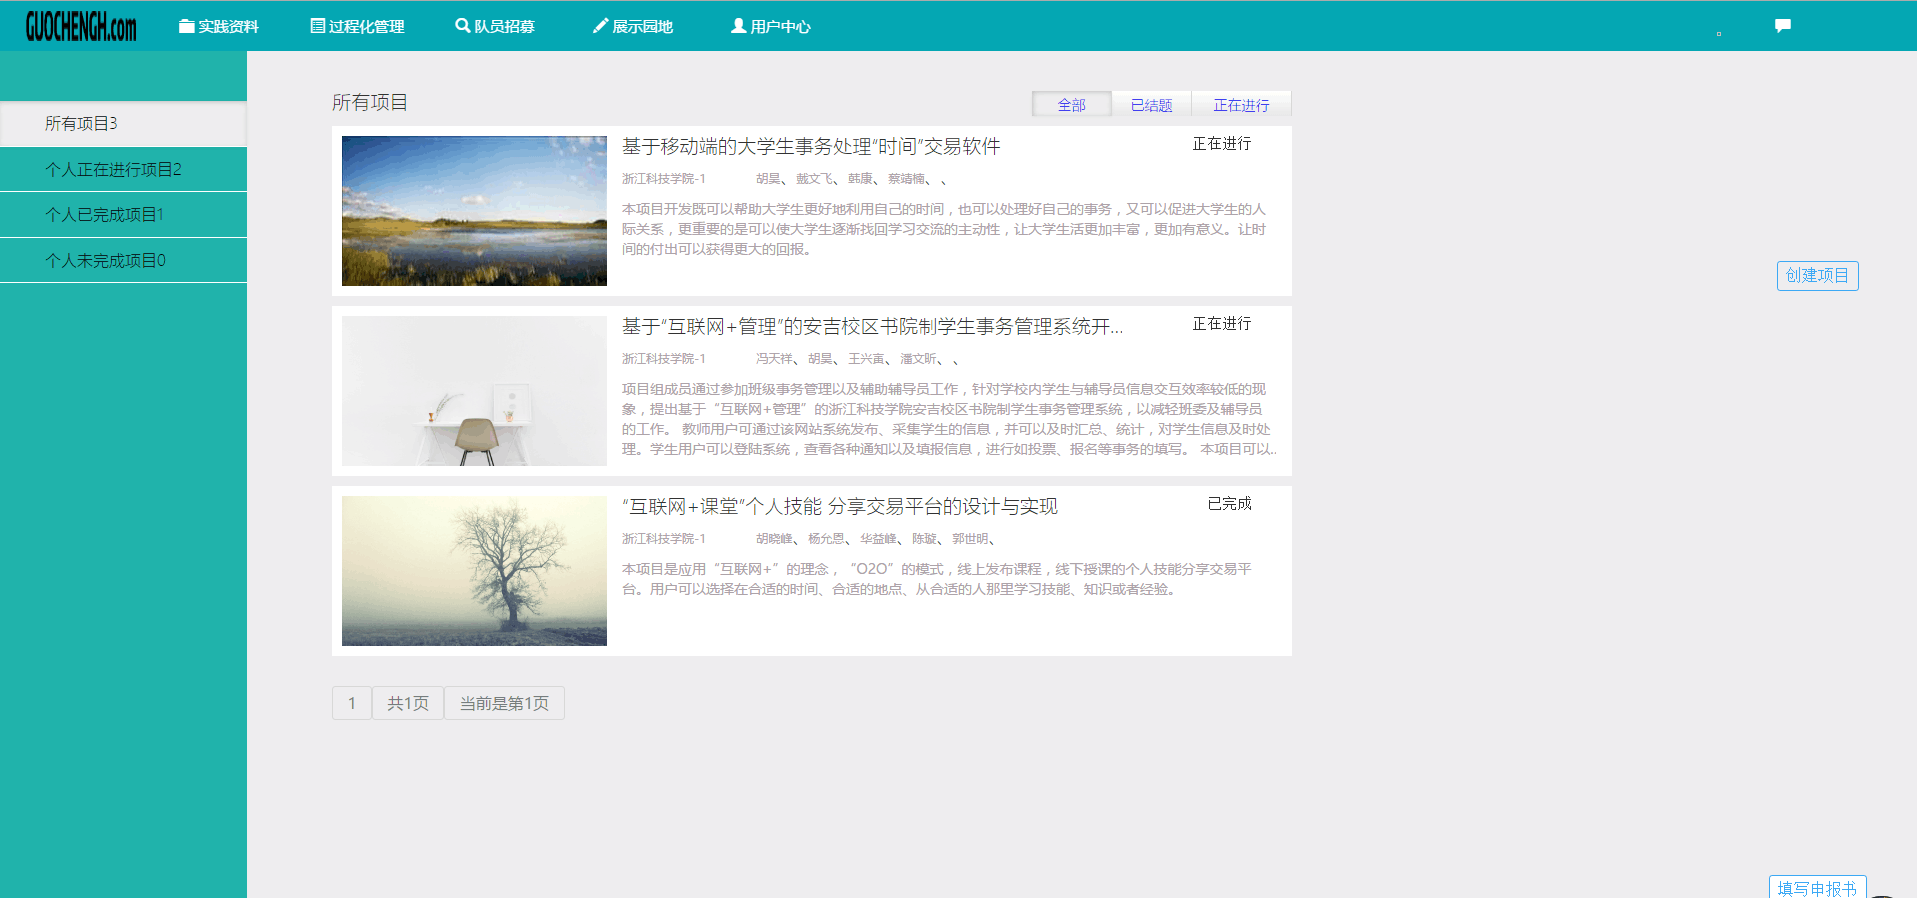 GUOCHENGH.com 实践资料 过程化管理 队员招募 展示园地 用户中心
所有项目3
个人正在进行项目2
个人已完成项目1
个人未完成项目0
所有项目 全部 已结题 正在进行
基于移动端的大学生事务处理“时间”交易软件 正在进行
浙江科技学院-1 胡昊、 戴文飞、 韩康、 蔡靖楠、 、
本项目开发既可以帮助大学生更好地利用自己的时间，也可以处理好自己的事务，又可以促进大学生的人
际关系，更重要的是可以使大学生逐渐找回学习交流的主动性，让大学生活更加丰富，更加有意义。让时
间的付出可以获得更大的回报。
创建项目
基于“互联网+管理”的安吉校区书院制学生事务管理系统开... 正在进行
浙江科技学院-1 冯天祥、 胡昊、 王兴寅、 潘文昕、 、
项目组成员通过参加班级事务管理以及辅助辅导员工作，针对学校内学生与辅导员信息交互效率较低的现
象，提出基于“互联网+管理”的浙江科技学院安吉校区书院制学生事务管理系统，以减轻班委及辅导员
的工作。 教师用户可通过该网站系统发布、采集学生的信息，并可以及时汇总、统计，对学生信息及时处
理。学生用户可以登陆系统，查看各种通知以及填报信息，进行如投票、报名等事务的填写。 本项目可以..
“互联网+课堂”个人技能 分享交易平台的设计与实现 已完成
浙江科技学院-1 胡晓峰、 杨允恩、 华益峰、 陈璇、 郭世明、
本项目是应用“互联网+”的理念，“O2O”的模式，线上发布课程，线下授课的个人技能分享交易平
台。用户可以选择在合适的时间、合适的地点、从合适的人那里学习技能、知识或者经验。
1 共1页 当前是第1页
填写申报书